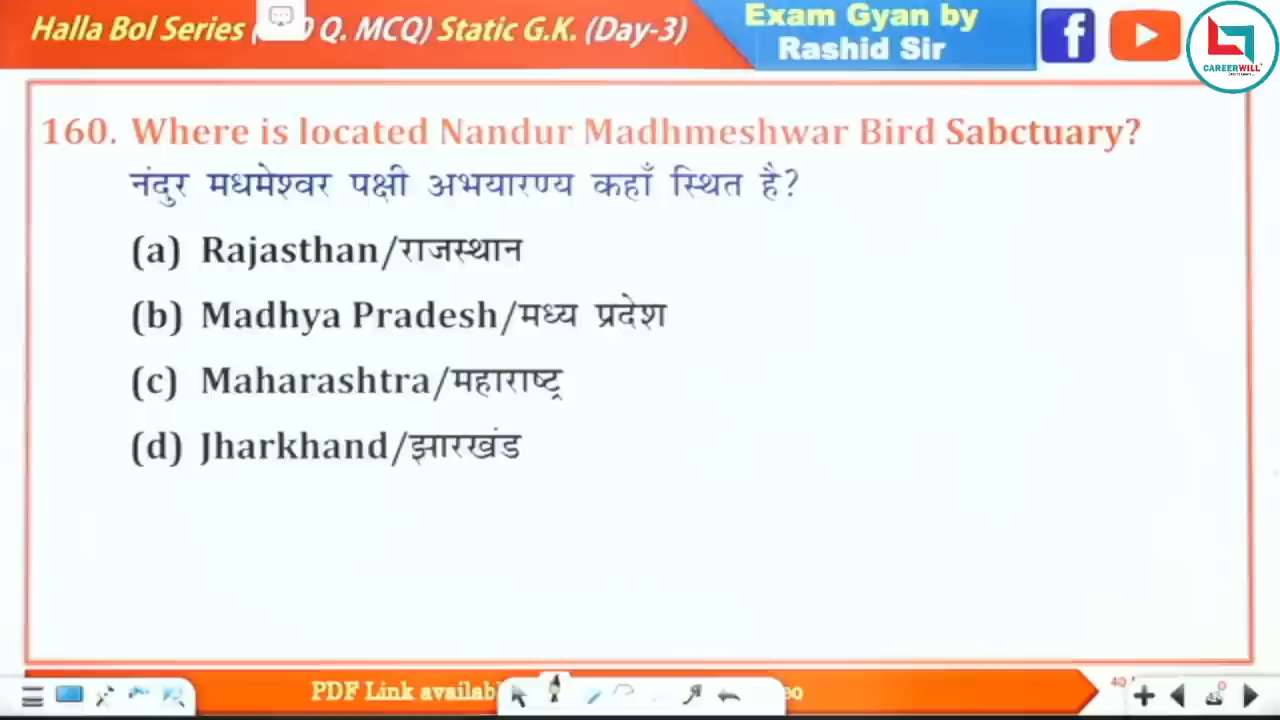 Halla Bol Series 0 Q. MCQ) Static G.K. (Day-3)
Exam Gyan by
Rashid Sir
CAREERWILL
160. Where is located Nandur Madhmeshwar Bird Sabctuary?
नंदुर मधमेश्वर पक्षी अभयारण्य कहाँ स्थित है?
(a) Rajasthan/राजस्थान
(b) Madhya Pradesh/मध्य प्रदेश
(c) Maharashtra/महाराष्ट्र
(d) Jharkhand/झारखंड
PDF Link